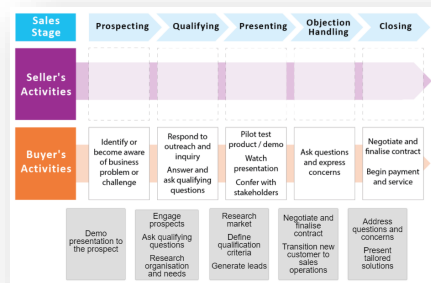 Sales
Stage
Prospecting
Qualifying
Presenting
Objection
Handling
Closing
Seller's
Activities
Buyer's
Activities
Identify or
become aware
of business
problem or
challenge
Respond to
outreach and
inquiry
Answer and
ask qualifying
questions
Pilot test
product / demo
Watch
presentation
Confer with
stakeholders
Ask questions
and express
concerns
Negotiate and
finalise contract
Begin payment
and service
Demo
presentation to
the prospect
Engage
prospects
Ask qualifying
questions
Research
organisation
and needs
Research
market
Define
qualification
criteria
Generate leads
Negotiate and
finalise
contract
Transition new
customer to
sales
operations
Address
questions and
concerns
Present
tailored
solutions